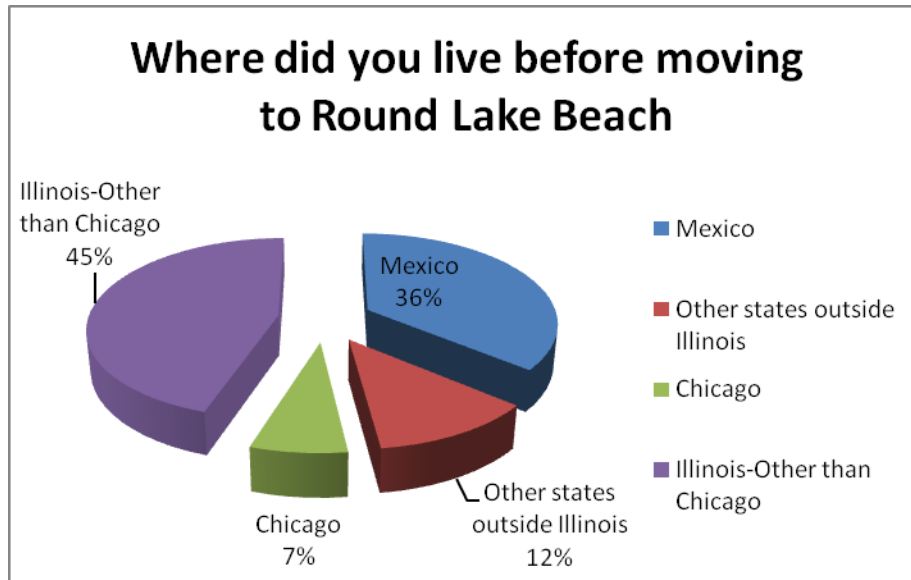 Where did you live before moving
to Round Lake Beach
Illinois-Other
than Chicago
45%
Mexico
36%
Chicago
7%
Other states
outside Illinois
12%
Mexico
Other states outside
Illinois
Chicago
Illinois-Other than
Chicago